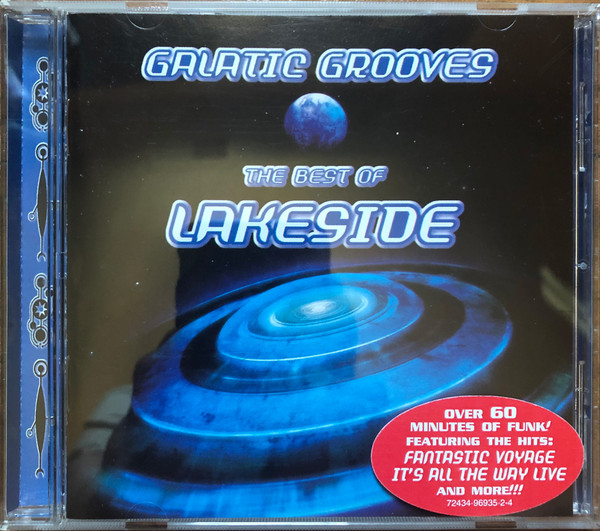 GALATIC GROOVES
THE BEST OF
LAKESIDE
OVER 60
MINUTES OF FUNK!
FEATURING THE HITS:
FANTASTIC VOYAGE
IT'S ALL THE WAY LIVE
AND MORE!!!
72434-96935-2-4